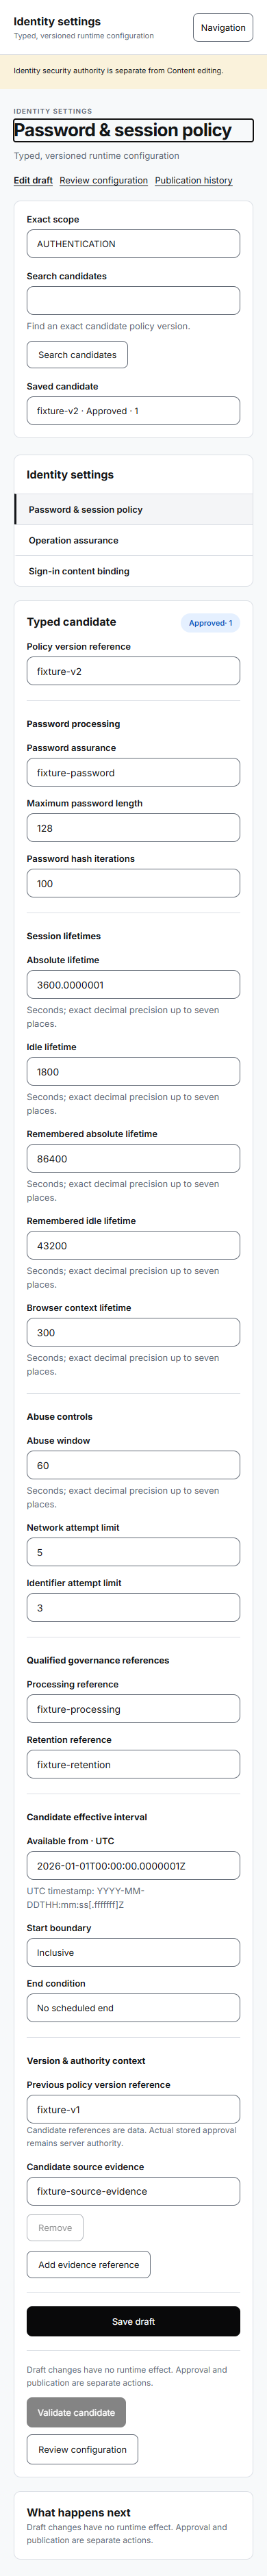 Identity settings
Typed, versioned runtime configuration
Navigation
Identity security authority is separate from Content editing.
IDENTITY SETTINGS
Password & session policy
Typed, versioned runtime configuration
Edit draft Review configuration Publication history
Exact scope
AUTHENTICATION
Search candidates
Find an exact candidate policy version.
Search candidates
Saved candidate
fixture-v2 · Approved · 1
Identity settings
Password & session policy
Operation assurance
Sign-in content binding
Typed candidate
Approved· 1
Policy version reference
fixture-v2
Password processing
Password assurance
fixture-password
Maximum password length
128
Password hash iterations
100
Session lifetimes
Absolute lifetime
3600.0000001
Seconds; exact decimal precision up to seven
places.
Idle lifetime
1800
Seconds; exact decimal precision up to seven
places.
Remembered absolute lifetime
86400
Seconds; exact decimal precision up to seven
places.
Remembered idle lifetime
43200
Seconds; exact decimal precision up to seven
places.
Browser context lifetime
300
Seconds; exact decimal precision up to seven
places.
Abuse controls
Abuse window
60
Seconds; exact decimal precision up to seven
places.
Network attempt limit
5
Identifier attempt limit
3
Qualified governance references
Processing reference
fixture-processing
Retention reference
fixture-retention
Candidate effective interval
Available from · UTC
2026-01-01T00:00:00.0000001Z
UTC timestamp: YYYY-MM-
DDTHH:mm:ss[.fffffff]Z
Start boundary
Inclusive
End condition
No scheduled end
Version & authority context
Previous policy version reference
fixture-v1
Candidate references are data. Actual stored approval
remains server authority.
Candidate source evidence
fixture-source-evidence
Remove
Add evidence reference
Save draft
Draft changes have no runtime effect. Approval and
publication are separate actions.
Validate candidate
Review configuration
What happens next
Draft changes have no runtime effect. Approval and
publication are separate actions.